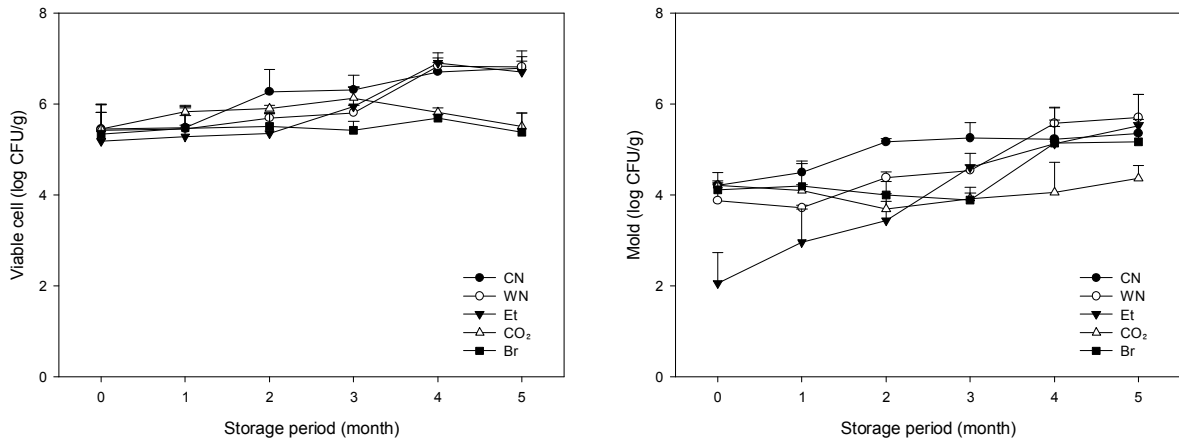 8
6
4
2
0
Viable cell (log CFU/g)
0 1 2 3 4 5
Storage period (month)
CN
WN
Et
CO₂
Br
8
6
4
2
0
Mold (log CFU/g)
0 1 2 3 4 5
Storage period (month)
CN
WN
Et
CO₂
Br